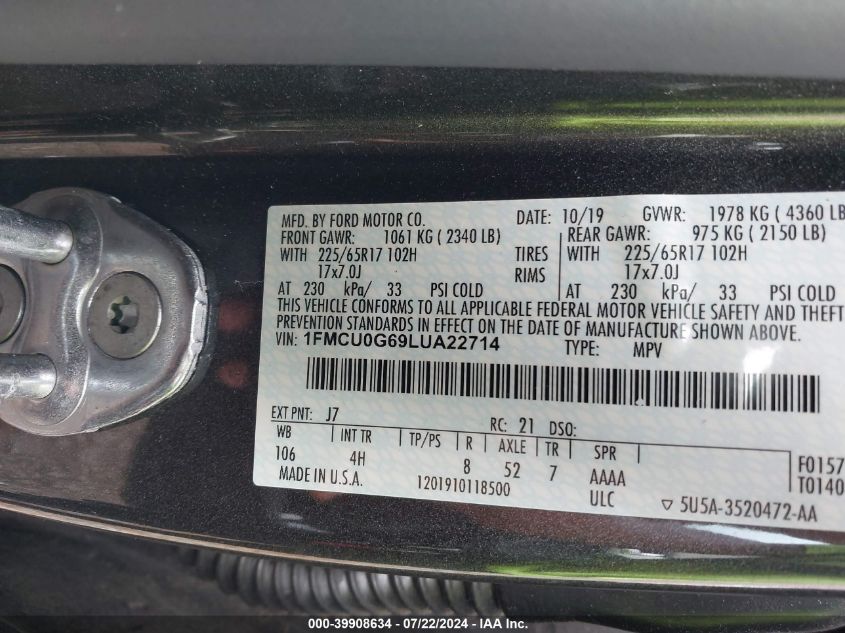 MFD. BY FORD MOTOR CO. DATE: 10/19 GVWR: 1978 KG ( 4360 LB
FRONT GAWR: 1061 KG ( 2340 LB) REAR GAWR: 975 KG ( 2150 LB)
WITH 225/65R17 102H TIRES WITH 225/65R17 102H
17x7.0J RIMS 17x7.0J
AT 230 kPa/ 33 PSI COLD AT 230 kPa/ 33 PSI COLD
THIS VEHICLE CONFORMS TO ALL APPLICABLE FEDERAL MOTOR VEHICLE SAFETY AND THEFT
PREVENTION STANDARDS IN EFFECT ON THE DATE OF MANUFACTURE SHOWN ABOVE.
VIN: 1FMCU0G69LUA22714 TYPE: MPV
EXT PNT: J7 RC: 21 DSO:
WB INT TR TP/PS R AXLE TR SPR
106 4H 8 52 7 AAAA F0157
MADE IN U.S.A. 1201910118500 ULC T0140
▽ 5U5A-3520472-AA
000-39908634 / 07/22/2024 - IAA Inc.